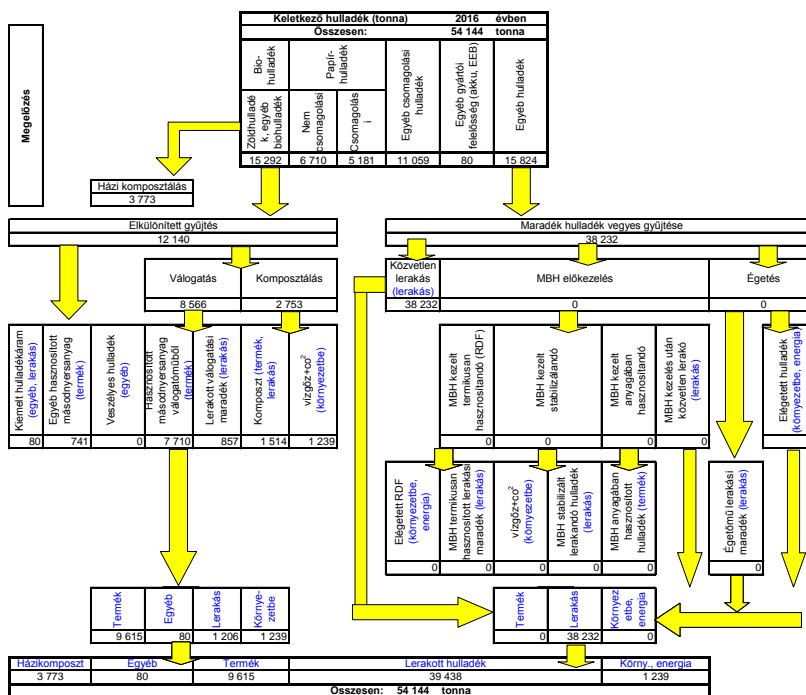 Keletkező hulladék (tonna) 2016 évben
Összesen: 54 144 tonna
Megelőzés
Bio-
hulladék
Papír-
hulladék
Zöldhulladé
k, egyéb
biohulladék
Nem
csomagolási
Csomagolás
i
Egyéb csomagolási
hulladék
Egyéb gyártói
felelősség (akku, EEB)
Egyéb hulladék
15 292 6 710 5 181 11 059 80 15 824
Házi komposztálás
3 773
Elkülönített gyűjtés
12 140
Maradék hulladék vegyes gyűjtése
38 232
Válogatás
8 566
Komposztálás
2 753
Közvetlen
lerakás
(lerakás)
38 232
MBH előkezelés
0
Égetés
0
Kiemelt hulladékáram
(egyéb, lerakás)
Egyéb hasznosított
másodnyersanyag
(termék)
Veszélyes hulladék
(egyéb)
Hasznosított
másodnyersanyag
válogatóműből
(termék)
Lerakott válogatási
maradék (lerakás)
Komposzt (termék,
lerakás)
vízgőz+co2
(környezetbe)
80 741 0 7 710 857 1 514 1 239
MBH kezelt
termikusan
hasznosítandó (RDF)
MBH kezelt
stabilizálandó
MBH kezelt
anyagában
hasznosítandó
MBH kezelés után
közvetlen lerakó
(lerakás)
0 0 0 0
Elégetett hulladék
(környezetbe, energia)
0
Elégetett RDF
(környezetbe,
energia)
MBH termikusan
hasznosított lerakási
maradék (lerakás)
vízgőz+co2
(környezetbe)
MBH stabilizált
lerakandó hulladék
(lerakás)
MBH anyagában
hasznosított
hulladék (termék)
0 0 0 0 0
Égetőmű lerakási
maradék (lerakás)
0
Termék
Egyéb
Lerakás
Környe-
zetbe
9 615 80 1 206 1 239
Termék
Lerakás
Környez
etbe,
energia
0 38 232 0
Házikomposzt Egyéb Termék Lerakott hulladék Körny., energia
3 773 80 9 615 39 438 1 239
Összesen: 54 144 tonna